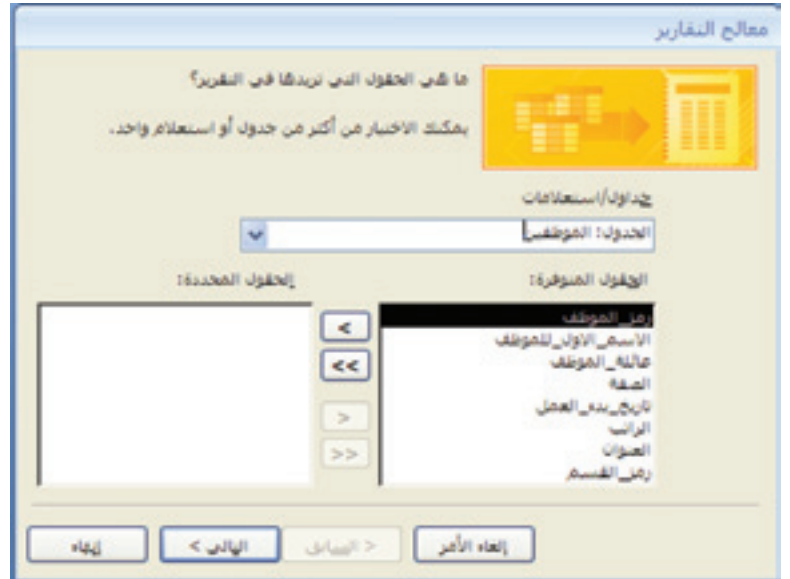 معالج التقارير
ما هي الحقول التي تريدها في التقرير؟
يمكنك الاختيار من أكثر من جدول أو استعلام واحد.
جداول/استعلامات
الجدول: الموظفين
الحقول المتوفرة:
رمز_الموظف
الاسم_الاول_للموظف
عائلة_الموظف
الصفة
تاريخ_بدء_العمل
الراتب
العنوان
رمز_القسم
>
>>
<
<<
الحقول المحددة:
إلغاء الأمر
< السابق
التالي >
إنهاء